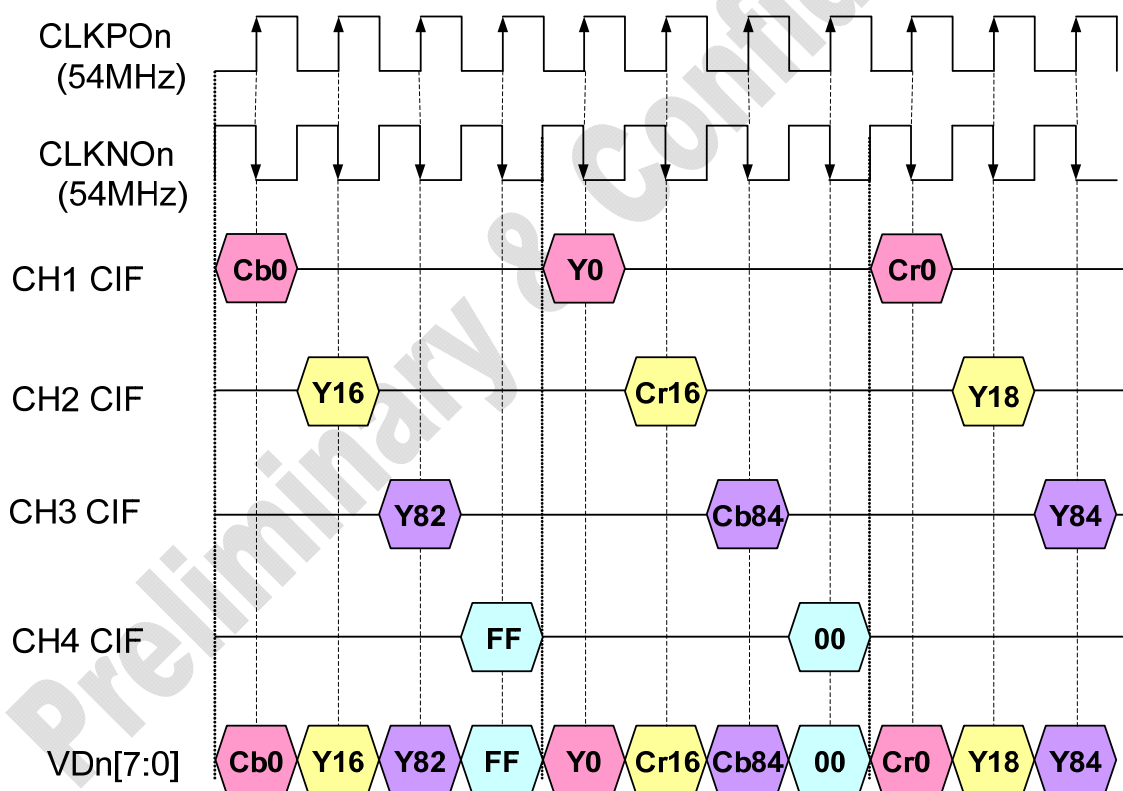 CLKPOn
(54MHz)
CLKNOn
(54MHz)
CH1 CIF
Cb0
Y0
Cr0
CH2 CIF
Y16
Cr16
Y18
CH3 CIF
Y82
Cb84
Y84
CH4 CIF
FF
00
VDn[7:0]
Cb0 Y16 Y82 FF Y0 Cr16 Cb84 00 Cr0 Y18 Y84
Preliminary & Confid